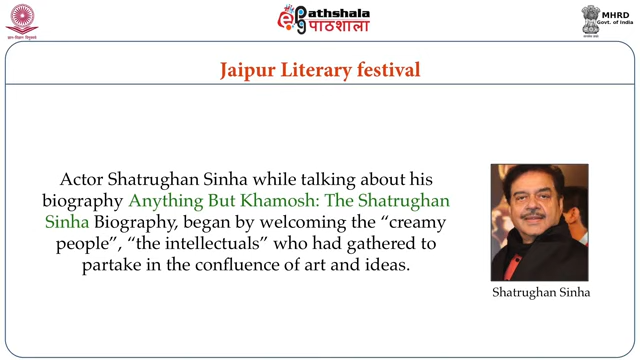 ePathshala
पाठशाला
MHRD
Govt. of India
Jaipur Literary festival
Actor Shatrughan Sinha while talking about his
biography Anything But Khamosh: The Shatrughan
Sinha Biography, began by welcoming the “creamy
people”, “the intellectuals” who had gathered to
partake in the confluence of art and ideas.
Shatrughan Sinha